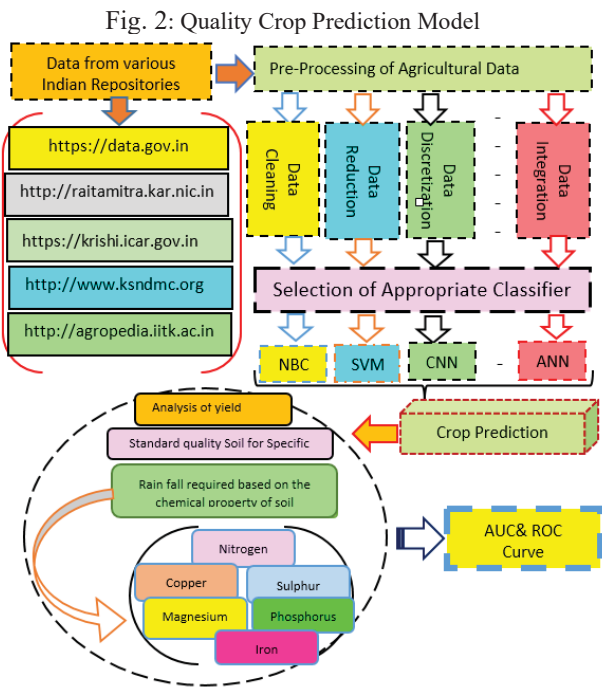 Fig. 2: Quality Crop Prediction Model
Data from various
Indian Repositories
Pre-Processing of Agricultural Data
https://data.gov.in
http://raitamitra.kar.nic.in
https://krishi.icar.gov.in
http://www.ksndmc.org
http://agropedia.iitk.ac.in
Data
Cleaning
Data
Reduction
Data
Discretization
Data
Integration
Selection of Appropriate Classifier
NBC
SVM
CNN
-
ANN
Crop Prediction
Analysis of yield
Standard quality Soil for Specific
Rain fall required based on the
chemical property of soil
Nitrogen
Copper
Sulphur
Magnesium
Phosphorus
Iron
AUC& ROC
Curve